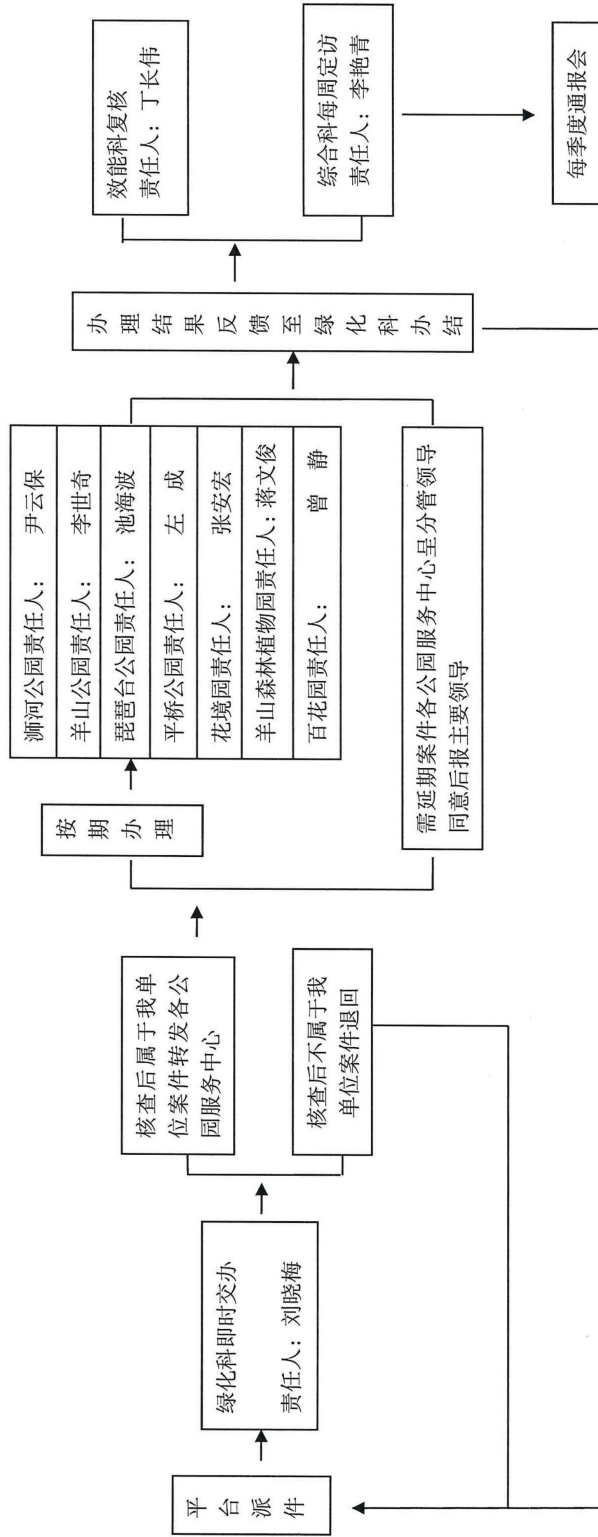 平台派件
绿化科即时交办
责任人：刘晓梅
核查后属于我单
位案件转发各公
园服务中心
核查后不属于我
单位案件退回
按期办理
浉河公园责任人： 尹云保
羊山公园责任人： 李世奇
琵琶台公园责任人： 池海波
平桥公园责任人： 左 成
花境园责任人： 张安宏
羊山森林植物园责任人：蒋文俊
百花园责任人： 曾 静
需延期案件各公园服务中心呈分管领导
同意后报主要领导
办理结果反馈至绿化科办结
效能科复核
责任人：丁长伟
综合科每周定访
责任人：李艳青
每季度通报会